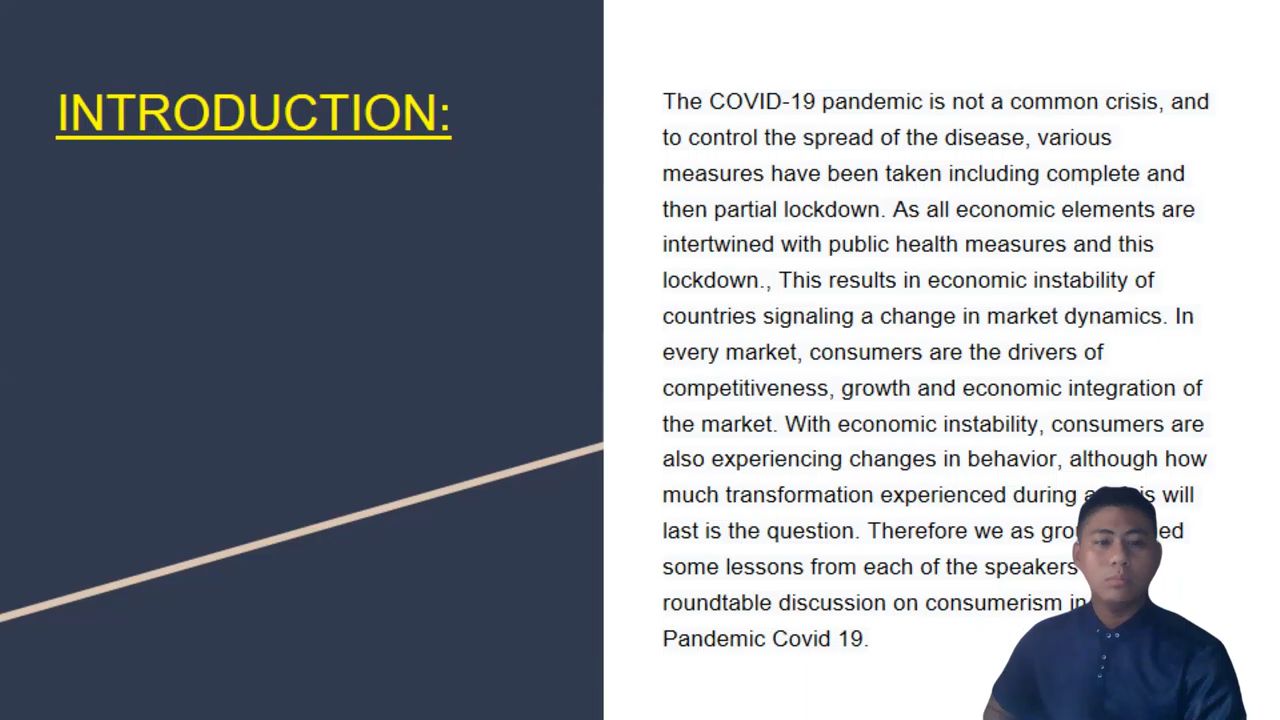 INTRODUCTION:
The COVID-19 pandemic is not a common crisis, and
to control the spread of the disease, various
measures have been taken including complete and
then partial lockdown. As all economic elements are
intertwined with public health measures and this
lockdown., This results in economic instability of
countries signaling a change in market dynamics. In
every market, consumers are the drivers of
competitiveness, growth and economic integration of
the market. With economic instability, consumers are
also experiencing changes in behavior, although how
much transformation experienced during a will
last is the question. Therefore we as
some lessons from each of the speakers
roundtable discussion on consumerism in
Pandemic Covid 19.